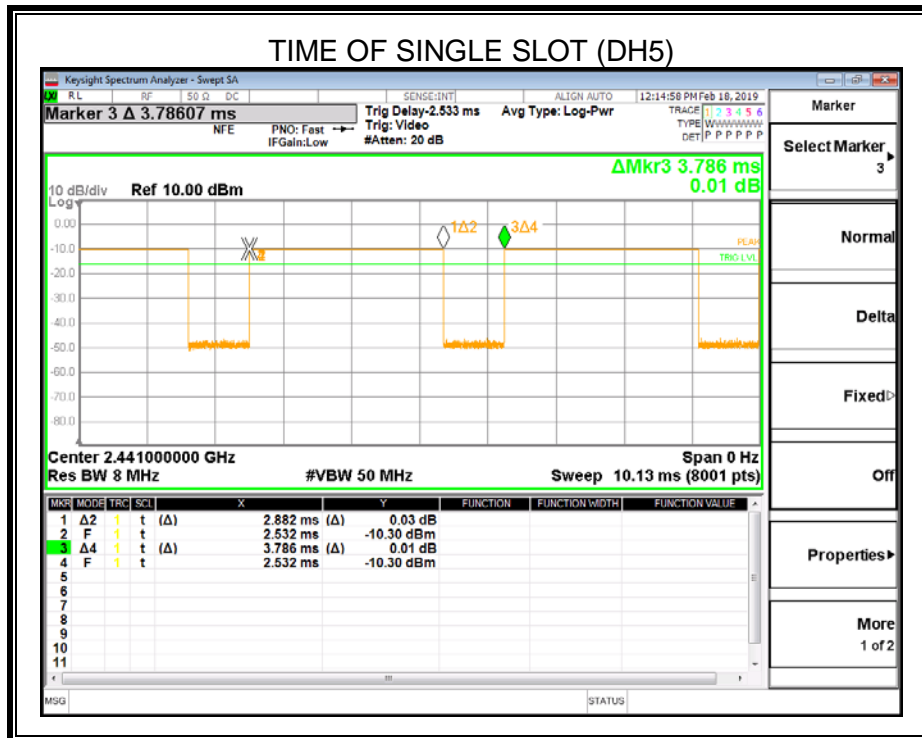 TIME OF SINGLE SLOT (DH5)
Keysight Spectrum Analyzer - Swept SA
RL RF 50 Ω DC SENSE:INT ALIGN AUTO 12:14:58 PM Feb 18, 2019
Marker 3 Δ 3.78607 ms
NFE
PNO: Fast
IFGain:Low
Trig Delay-2.533 ms
Trig: Video
#Atten: 20 dB
Avg Type: Log-Pwr
TRACE 1 2 3 4 5 6
TYPE W
DET P P P P P P
ΔMkr3 3.786 ms
0.01 dB
10 dB/div Ref 10.00 dBm
Log
0.00
-10.0
-20.0
-30.0
-40.0
-50.0
-60.0
-70.0
-80.0
1Δ2
3Δ4
PEAK
TRIG LVL
Center 2.441000000 GHz Span 0 Hz
Res BW 8 MHz #VBW 50 MHz Sweep 10.13 ms (8001 pts)
MKR MODE TRC SCL X Y FUNCTION FUNCTION WIDTH FUNCTION VALUE
1 Δ2 1 t (Δ) 2.882 ms (Δ) 0.03 dB
2 F 1 t 2.532 ms -10.30 dBm
3 Δ4 1 t (Δ) 3.786 ms (Δ) 0.01 dB
4 F 1 t 2.532 ms -10.30 dBm
5
6
7
8
9
10
11
MSG STATUS
Marker
Select Marker
3
Normal
Delta
Fixed
Off
Properties
More
1 of 2